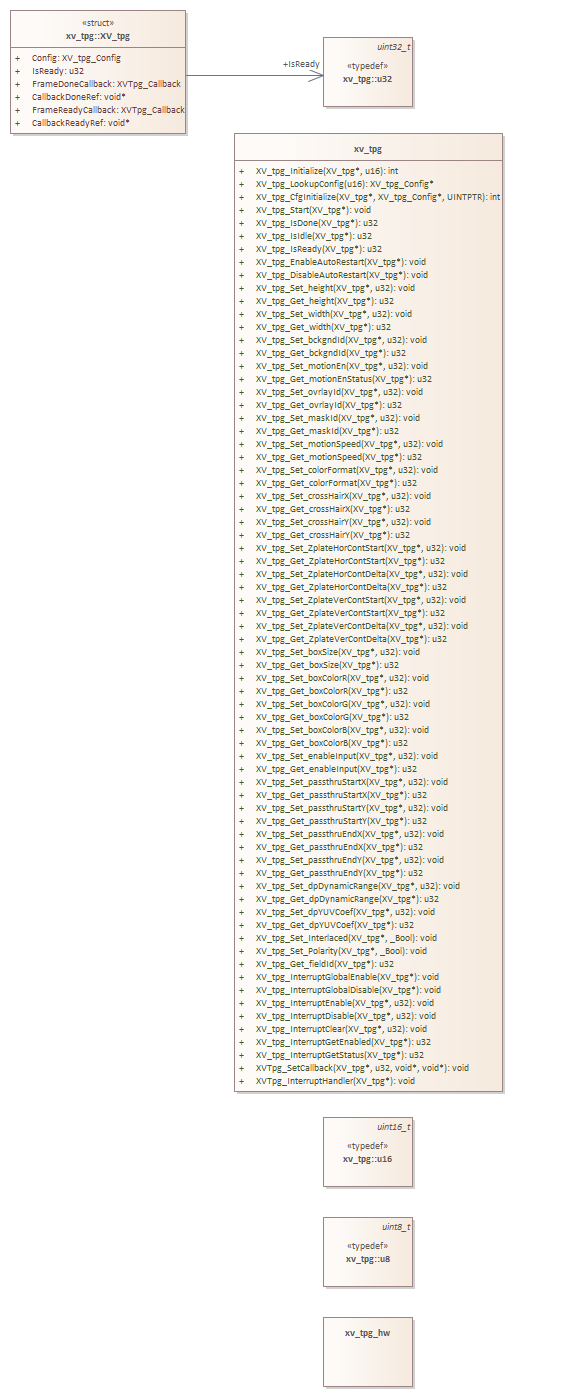 «struct»
xv_tpg::XV_tpg
+ Config: XV_tpg_Config
+ IsReady: u32
+ FrameDoneCallback: XVTpg_Callback
+ CallbackDoneRef: void*
+ FrameReadyCallback: XVTpg_Callback
+ CallbackReadyRef: void*
+IsReady
uint32_t
«typedef»
xv_tpg::u32
xv_tpg
+ XV_tpg_Initialize(XV_tpg*, u16): int
+ XV_tpg_LookupConfig(u16): XV_tpg_Config*
+ XV_tpg_CfgInitialize(XV_tpg*, XV_tpg_Config*, UINTPTR): int
+ XV_tpg_Start(XV_tpg*): void
+ XV_tpg_IsDone(XV_tpg*): u32
+ XV_tpg_IsIdle(XV_tpg*): u32
+ XV_tpg_IsReady(XV_tpg*): u32
+ XV_tpg_EnableAutoRestart(XV_tpg*): void
+ XV_tpg_DisableAutoRestart(XV_tpg*): void
+ XV_tpg_Set_height(XV_tpg*, u32): void
+ XV_tpg_Get_height(XV_tpg*): u32
+ XV_tpg_Set_width(XV_tpg*, u32): void
+ XV_tpg_Get_width(XV_tpg*): u32
+ XV_tpg_Set_bckgndId(XV_tpg*, u32): void
+ XV_tpg_Get_bckgndId(XV_tpg*): u32
+ XV_tpg_Set_motionEn(XV_tpg*, u32): void
+ XV_tpg_Get_motionEnStatus(XV_tpg*): u32
+ XV_tpg_Set_ovrlayId(XV_tpg*, u32): void
+ XV_tpg_Get_ovrlayId(XV_tpg*): u32
+ XV_tpg_Set_maskId(XV_tpg*, u32): void
+ XV_tpg_Get_maskId(XV_tpg*): u32
+ XV_tpg_Set_motionSpeed(XV_tpg*, u32): void
+ XV_tpg_Get_motionSpeed(XV_tpg*): u32
+ XV_tpg_Set_colorFormat(XV_tpg*, u32): void
+ XV_tpg_Get_colorFormat(XV_tpg*): u32
+ XV_tpg_Set_crossHairX(XV_tpg*, u32): void
+ XV_tpg_Get_crossHairX(XV_tpg*): u32
+ XV_tpg_Set_crossHairY(XV_tpg*, u32): void
+ XV_tpg_Get_crossHairY(XV_tpg*): u32
+ XV_tpg_Set_ZplateHorContStart(XV_tpg*, u32): void
+ XV_tpg_Get_ZplateHorContStart(XV_tpg*): u32
+ XV_tpg_Set_ZplateHorContDelta(XV_tpg*, u32): void
+ XV_tpg_Get_ZplateHorContDelta(XV_tpg*): u32
+ XV_tpg_Set_ZplateVerContStart(XV_tpg*, u32): void
+ XV_tpg_Get_ZplateVerContStart(XV_tpg*): u32
+ XV_tpg_Set_ZplateVerContDelta(XV_tpg*, u32): void
+ XV_tpg_Get_ZplateVerContDelta(XV_tpg*): u32
+ XV_tpg_Set_boxSize(XV_tpg*, u32): void
+ XV_tpg_Get_boxSize(XV_tpg*): u32
+ XV_tpg_Set_boxColorR(XV_tpg*, u32): void
+ XV_tpg_Get_boxColorR(XV_tpg*): u32
+ XV_tpg_Set_boxColorG(XV_tpg*, u32): void
+ XV_tpg_Get_boxColorG(XV_tpg*): u32
+ XV_tpg_Set_boxColorB(XV_tpg*, u32): void
+ XV_tpg_Get_boxColorB(XV_tpg*): u32
+ XV_tpg_Set_enableInput(XV_tpg*, u32): void
+ XV_tpg_Get_enableInput(XV_tpg*): u32
+ XV_tpg_Set_passthruStartX(XV_tpg*, u32): void
+ XV_tpg_Get_passthruStartX(XV_tpg*): u32
+ XV_tpg_Set_passthruStartY(XV_tpg*, u32): void
+ XV_tpg_Get_passthruStartY(XV_tpg*): u32
+ XV_tpg_Set_passthruEndX(XV_tpg*, u32): void
+ XV_tpg_Get_passthruEndX(XV_tpg*): u32
+ XV_tpg_Set_passthruEndY(XV_tpg*, u32): void
+ XV_tpg_Get_passthruEndY(XV_tpg*): u32
+ XV_tpg_Set_dpDynamicRange(XV_tpg*, u32): void
+ XV_tpg_Get_dpDynamicRange(XV_tpg*): u32
+ XV_tpg_Set_dpYUVCoef(XV_tpg*, u32): void
+ XV_tpg_Get_dpYUVCoef(XV_tpg*): u32
+ XV_tpg_Set_Interlaced(XV_tpg*, _Bool): void
+ XV_tpg_Set_Polarity(XV_tpg*, _Bool): void
+ XV_tpg_Get_fieldId(XV_tpg*): u32
+ XV_tpg_InterruptGlobalEnable(XV_tpg*): void
+ XV_tpg_InterruptGlobalDisable(XV_tpg*): void
+ XV_tpg_InterruptEnable(XV_tpg*, u32): void
+ XV_tpg_InterruptDisable(XV_tpg*, u32): void
+ XV_tpg_InterruptClear(XV_tpg*, u32): void
+ XV_tpg_InterruptGetEnabled(XV_tpg*): u32
+ XV_tpg_InterruptGetStatus(XV_tpg*): u32
+ XVTpg_SetCallback(XV_tpg*, u32, void*, void*): void
+ XVTpg_InterruptHandler(XV_tpg*): void
uint16_t
«typedef»
xv_tpg::u16
uint8_t
«typedef»
xv_tpg::u8
xv_tpg_hw